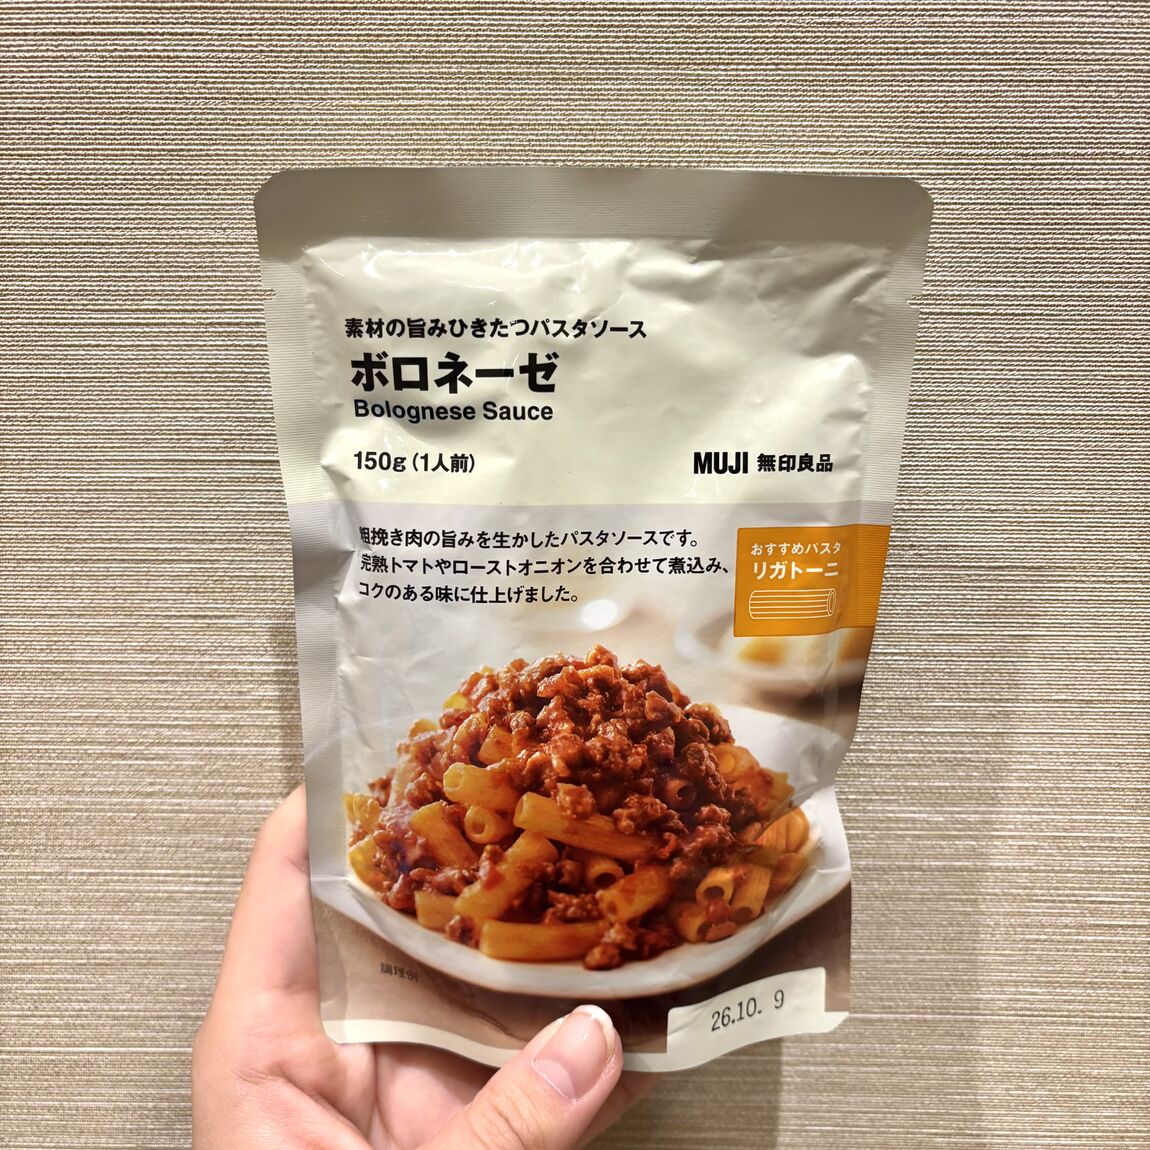 素材の旨みひきたつパスタソース
ボロネーゼ
Bolognese Sauce
150g(1人前)
MUJI 無印良品
粗挽き肉の旨みを生かしたパスタソースです。
完熟トマトやローストオニオンを合わせて煮込み、
コクのある味に仕上げました。
おすすめパスタ
リガトーニ
調理例
26.10. 9